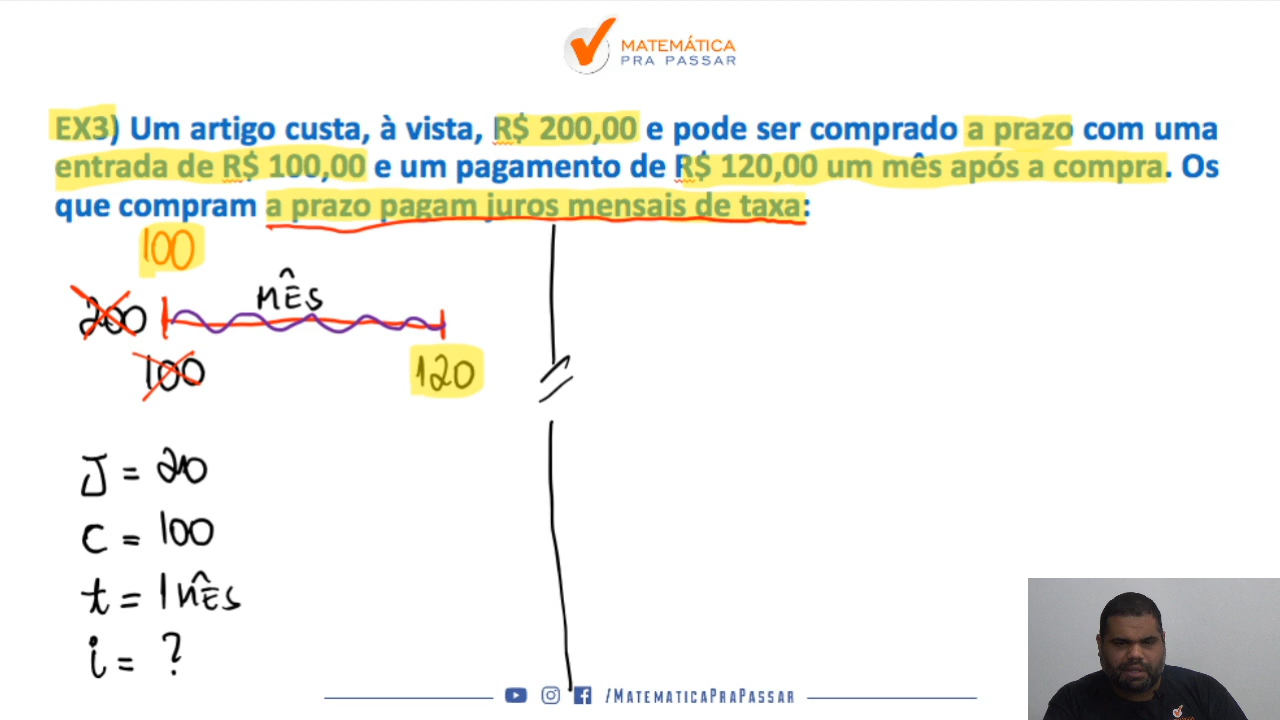 MATEMÁTICA
PRA PASSAR
EX3) Um artigo custa, à vista, R$ 200,00 e pode ser comprado a prazo com uma
entrada de R$ 100,00 e um pagamento de R$ 120,00 um mês após a compra. Os
que compram a prazo pagam juros mensais de taxa:
100
MÊS
200
100
120
J = 20
C = 100
t = 1 MÊS
i = ?
/MATEMATICAPRAPASSAR